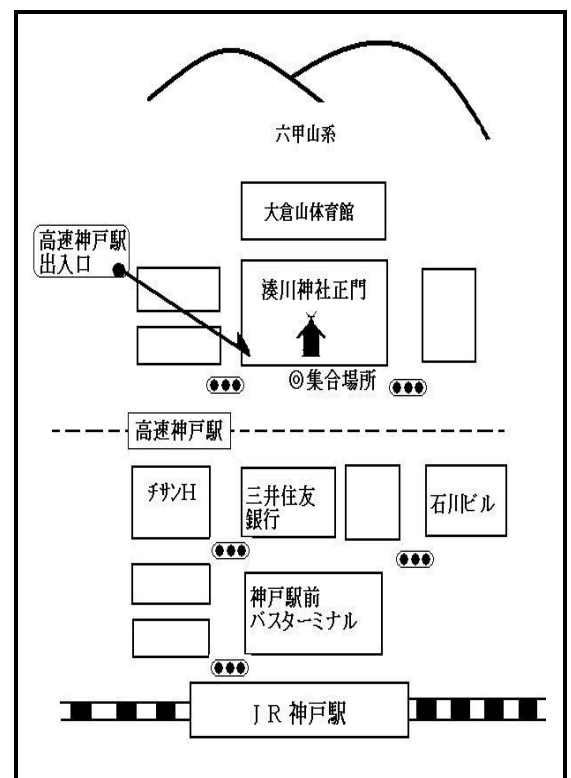 六甲山系
大倉山体育館
高速神戸駅
出入口
湊川神社正門
◎集合場所
高速神戸駅
チサンH
三井住友
銀行
石川ビル
神戸駅前
バスターミナル
JR神戸駅